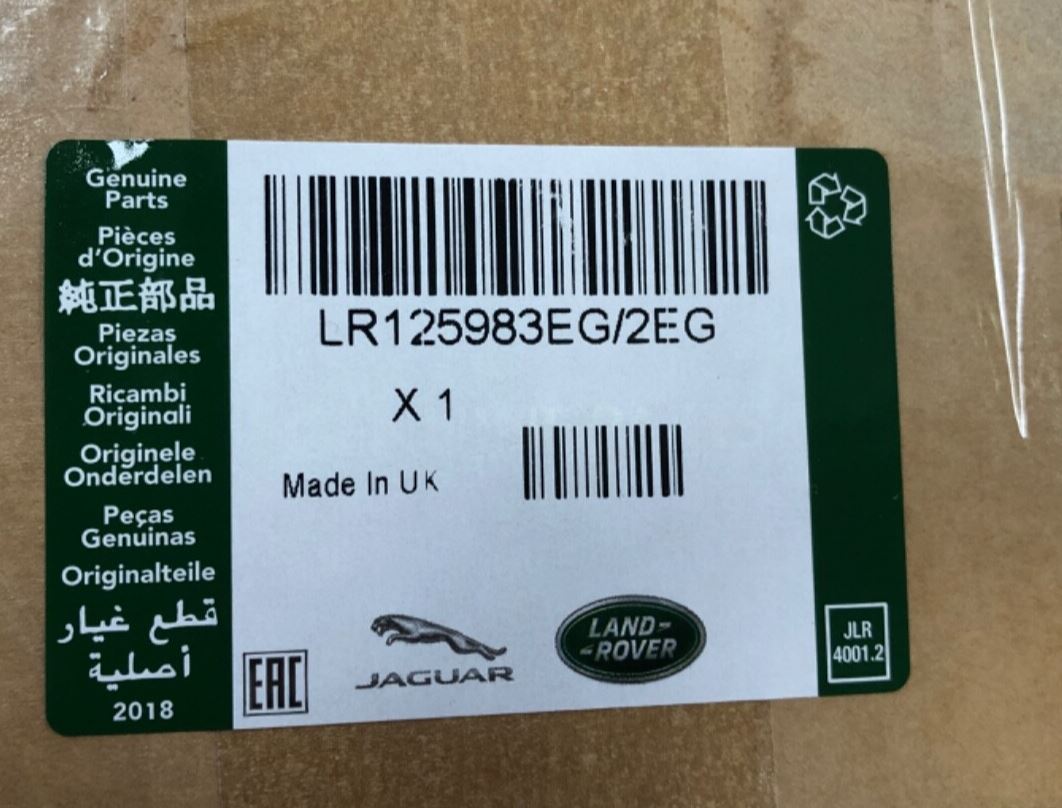 Genuine
Parts
Pièces
d'Origine
純正部品
Piezas
Originales
Ricambi
Originali
Originele
Onderdelen
Peças
Genuinas
Originalteile
قطع غيار
أصلية
2018
LR125983EG/2EG
X 1
Made In UK
EAC
JAGUAR
LAND-
-ROVER
JLR
4001.2